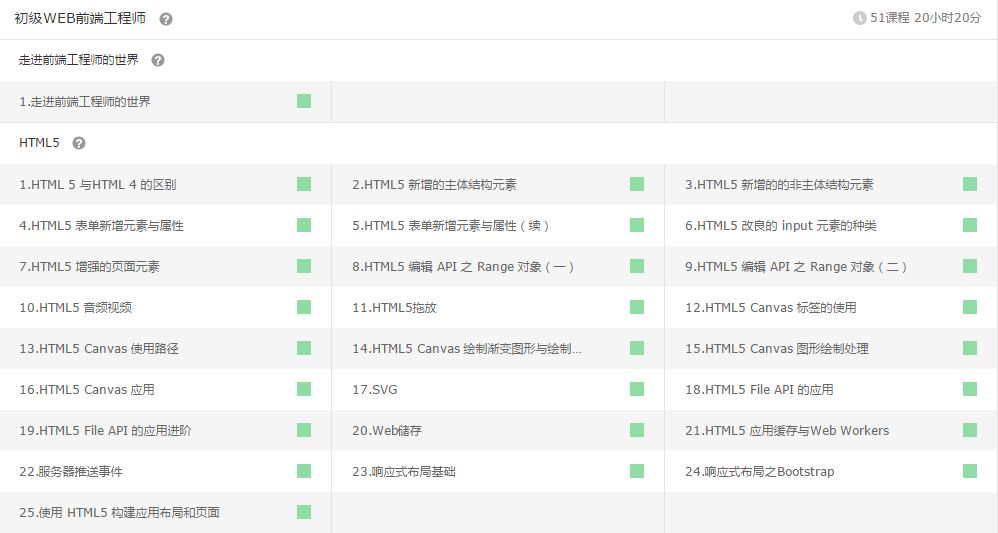 初级WEB前端工程师 ? 51课程 20小时20分
走进前端工程师的世界 ?
1.走进前端工程师的世界
HTML5 ?
1.HTML 5 与HTML 4 的区别 2.HTML5 新增的主体结构元素 3.HTML5 新增的的非主体结构元素
4.HTML5 表单新增元素与属性 5.HTML5 表单新增元素与属性（续） 6.HTML5 改良的 input 元素的种类
7.HTML5 增强的页面元素 8.HTML5 编辑 API 之 Range 对象（一） 9.HTML5 编辑 API 之 Range 对象（二）
10.HTML5 音频视频 11.HTML5拖放 12.HTML5 Canvas 标签的使用
13.HTML5 Canvas 使用路径 14.HTML5 Canvas 绘制渐变图形与绘制... 15.HTML5 Canvas 图形绘制处理
16.HTML5 Canvas 应用 17.SVG 18.HTML5 File API 的应用
19.HTML5 File API 的应用进阶 20.Web储存 21.HTML5 应用缓存与Web Workers
22.服务器推送事件 23.响应式布局基础 24.响应式布局之Bootstrap
25.使用 HTML5 构建应用布局和页面